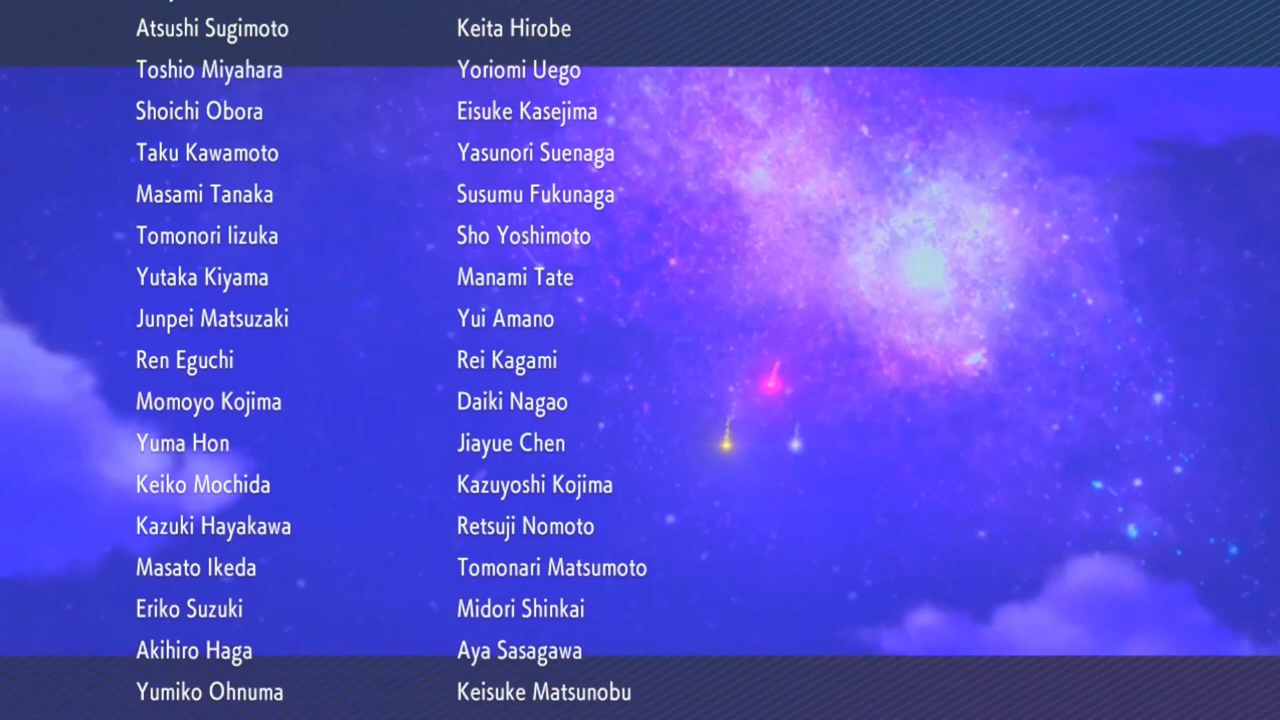 Atsushi Sugimoto Keita Hirobe
Toshio Miyahara Yoriomi Uego
Shoichi Obora Eisuke Kasejima
Taku Kawamoto Yasunori Suenaga
Masami Tanaka Susumu Fukunaga
Tomonori Iizuka Sho Yoshimoto
Yutaka Kiyama Manami Tate
Junpei Matsuzaki Yui Amano
Ren Eguchi Rei Kagami
Momoyo Kojima Daiki Nagao
Yuma Hon Jiayue Chen
Keiko Mochida Kazuyoshi Kojima
Kazuki Hayakawa Retsuji Nomoto
Masato Ikeda Tomonari Matsumoto
Eriko Suzuki Midori Shinkai
Akihiro Haga Aya Sasagawa
Yumiko Ohnuma Keisuke Matsunobu